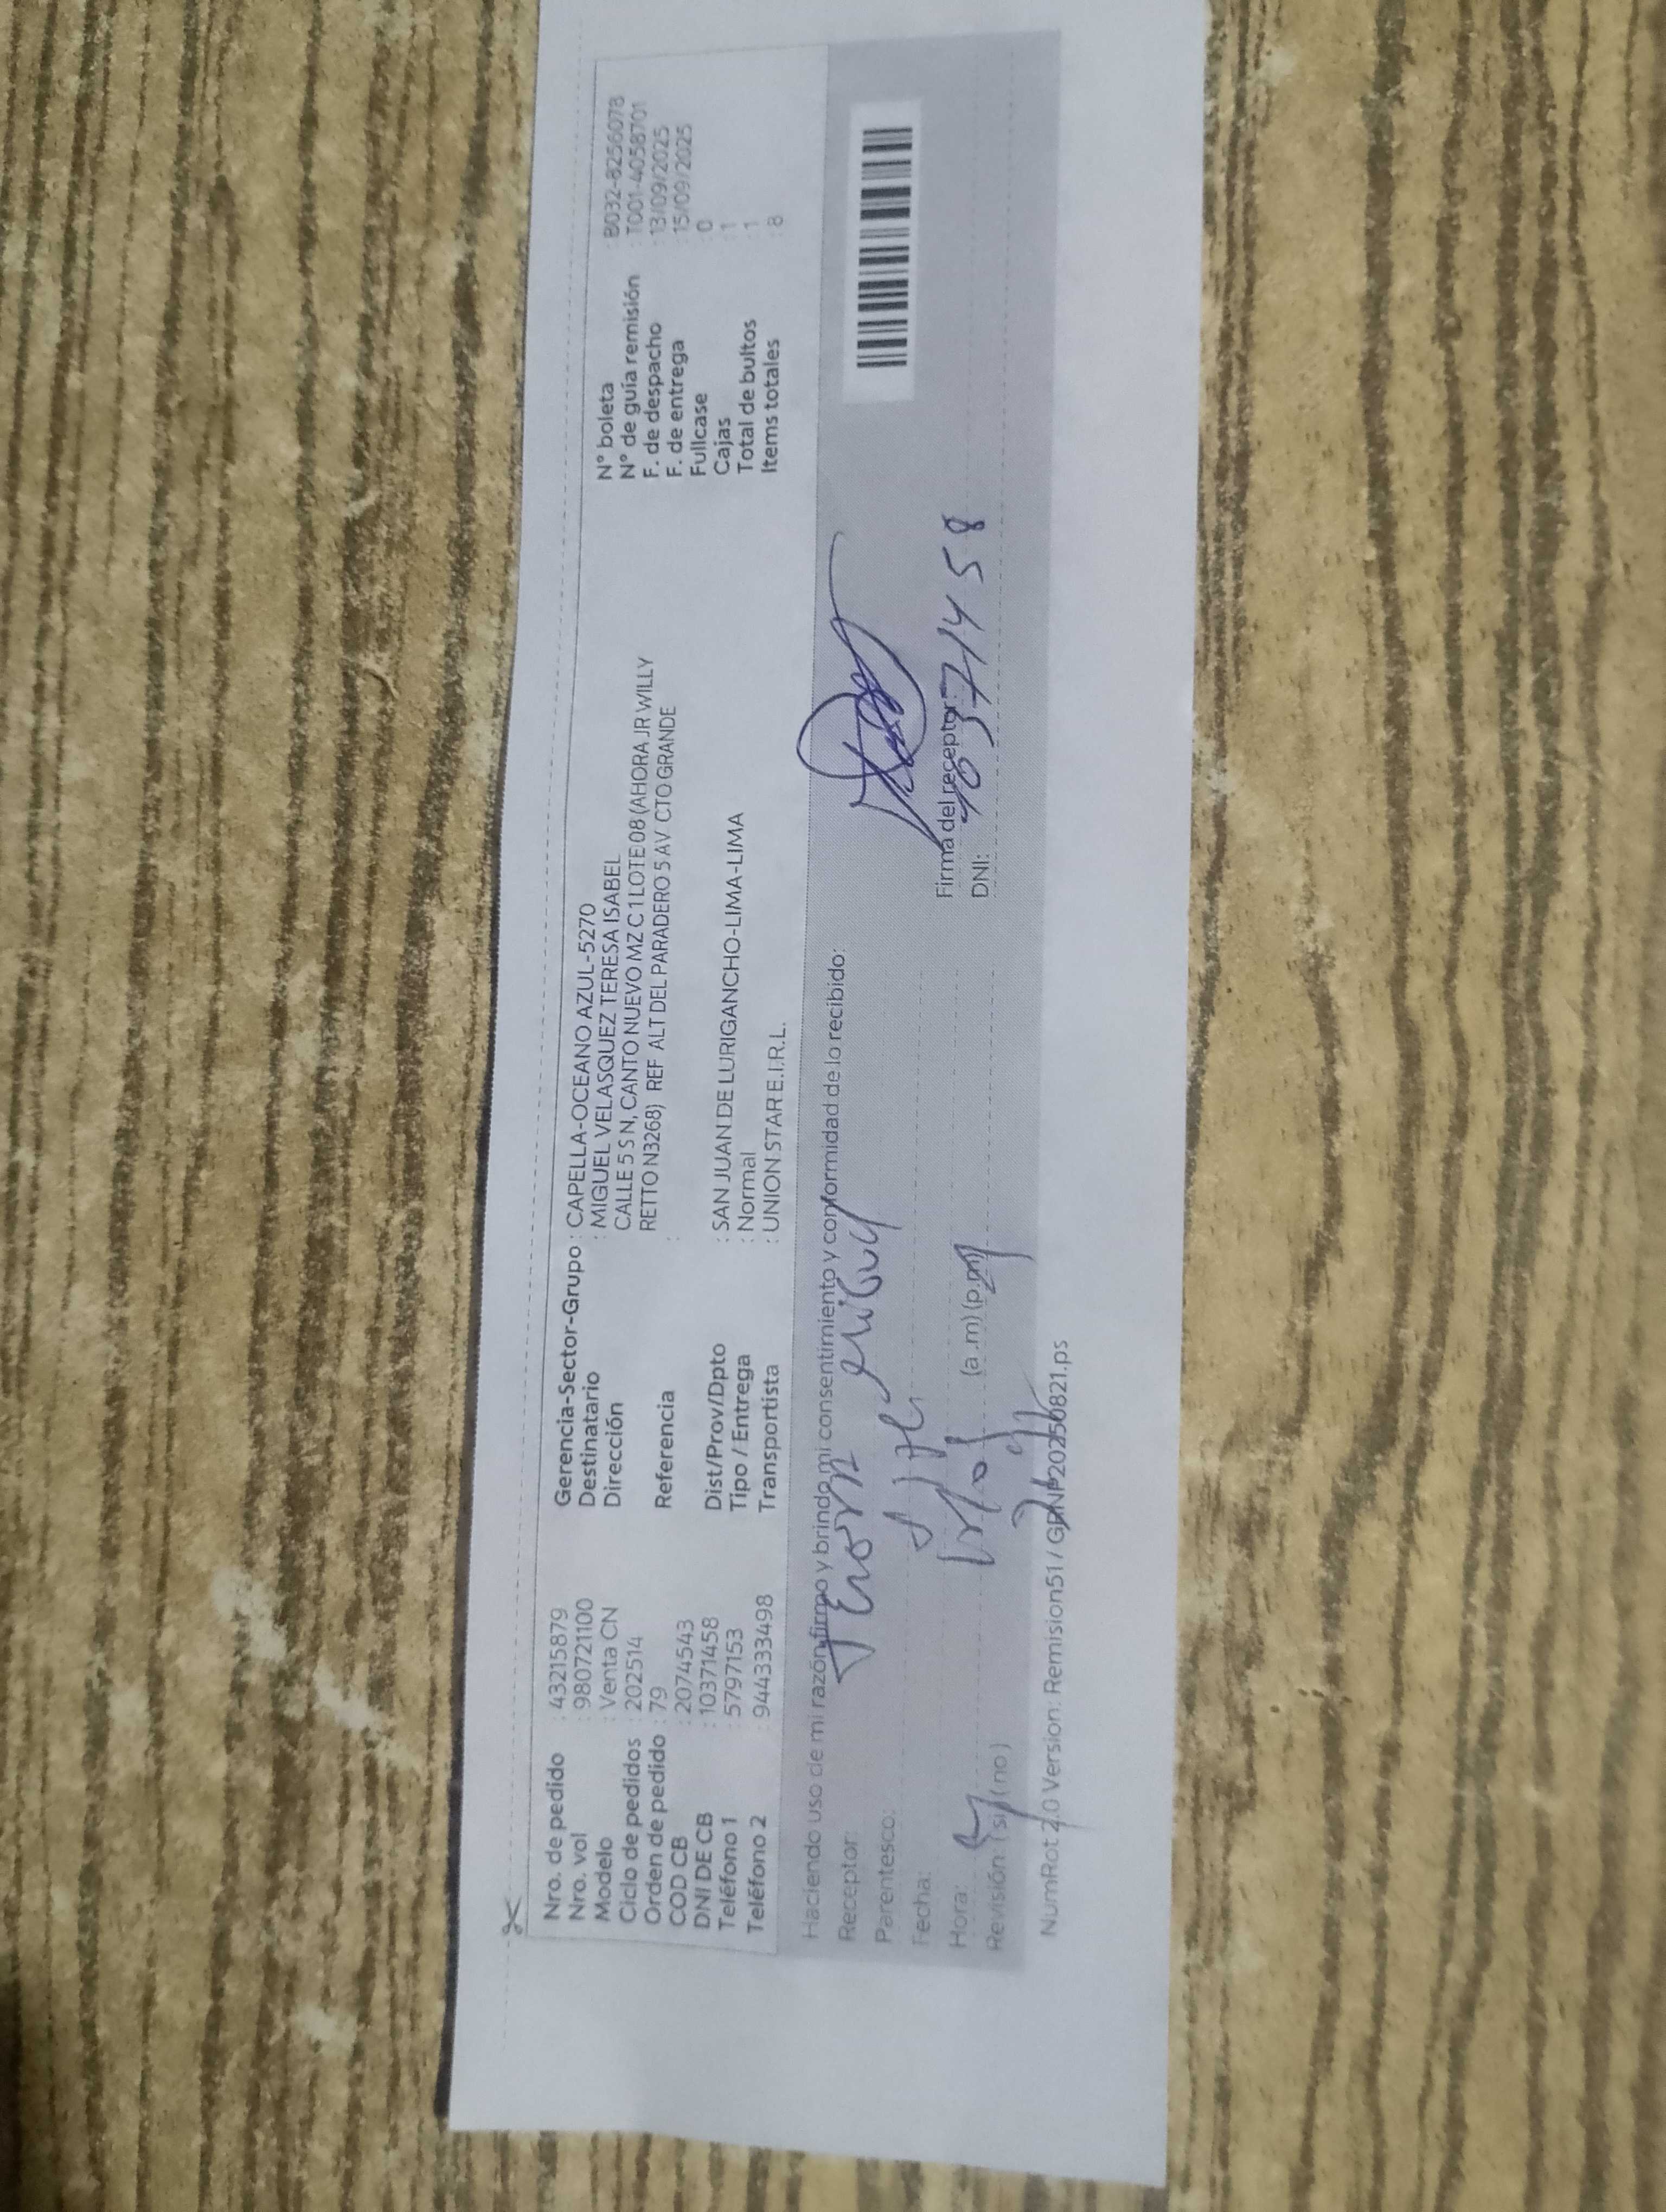 Nro. de pedido : 43215879
Nro. vol : 980721100
Modelo : Venta CN
Ciclo de pedidos : 202514
Orden de pedido : 79
COD CB : 2074543
DNI DE CB : 10371458
Teléfono 1 : 5797153
Teléfono 2 : 944333498
Gerencia-Sector-Grupo : CAPELLA-OCEANO AZUL-5270
Destinatario : MIGUEL VELASQUEZ TERESA ISABEL
Dirección CALLE 5 S N, CANTO NUEVO MZ C 1 LOTE 08 (AHORA JR WILLY
RETTO N3268) REF ALT DEL PARADERO 5 AV CTO GRANDE
Referencia :
Dist/Prov/Dpto : SAN JUAN DE LURIGANCHO-LIMA-LIMA
Tipo / Entrega : Normal
Transportista : UNION STAR E.I.R.L.
N° boleta : B032-8256078
N° de guía remisión : T001-4058701
F. de despacho : 13/09/2025
F. de entrega : 15/09/2025
Fullcase : 0
Cajas : 1
Total de bultos : 1
Items totales : 8
Haciendo uso de mi razón, firmo y brindo mi consentimiento y conformidad de lo recibido:
Receptor:
Parentesco:
Fecha:
Hora: (a .m) (p.m)
Revisión: ( si ) ( no )
Firma del receptor:
DNI: 10371458
NumRot 2.0 Version: Remision51 / GRNP20250821.ps